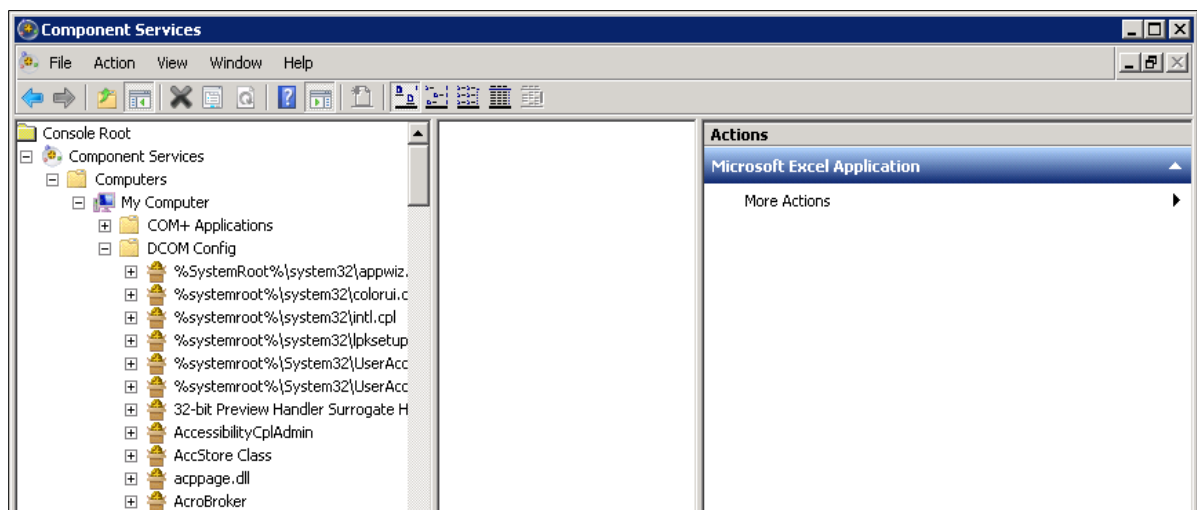 Component Services
File Action View Window Help
Console Root
Component Services
Computers
My Computer
COM+ Applications
DCOM Config
%SystemRoot%\system32\appwiz.
%systemroot%\system32\colorui.c
%systemroot%\system32\intl.cpl
%systemroot%\system32\lpksetup
%systemroot%\System32\UserAcc
%systemroot%\System32\UserAcc
32-bit Preview Handler Surrogate H
AccessibilityCplAdmin
AccStore Class
acppage.dll
AcroBroker
Actions
Microsoft Excel Application
More Actions